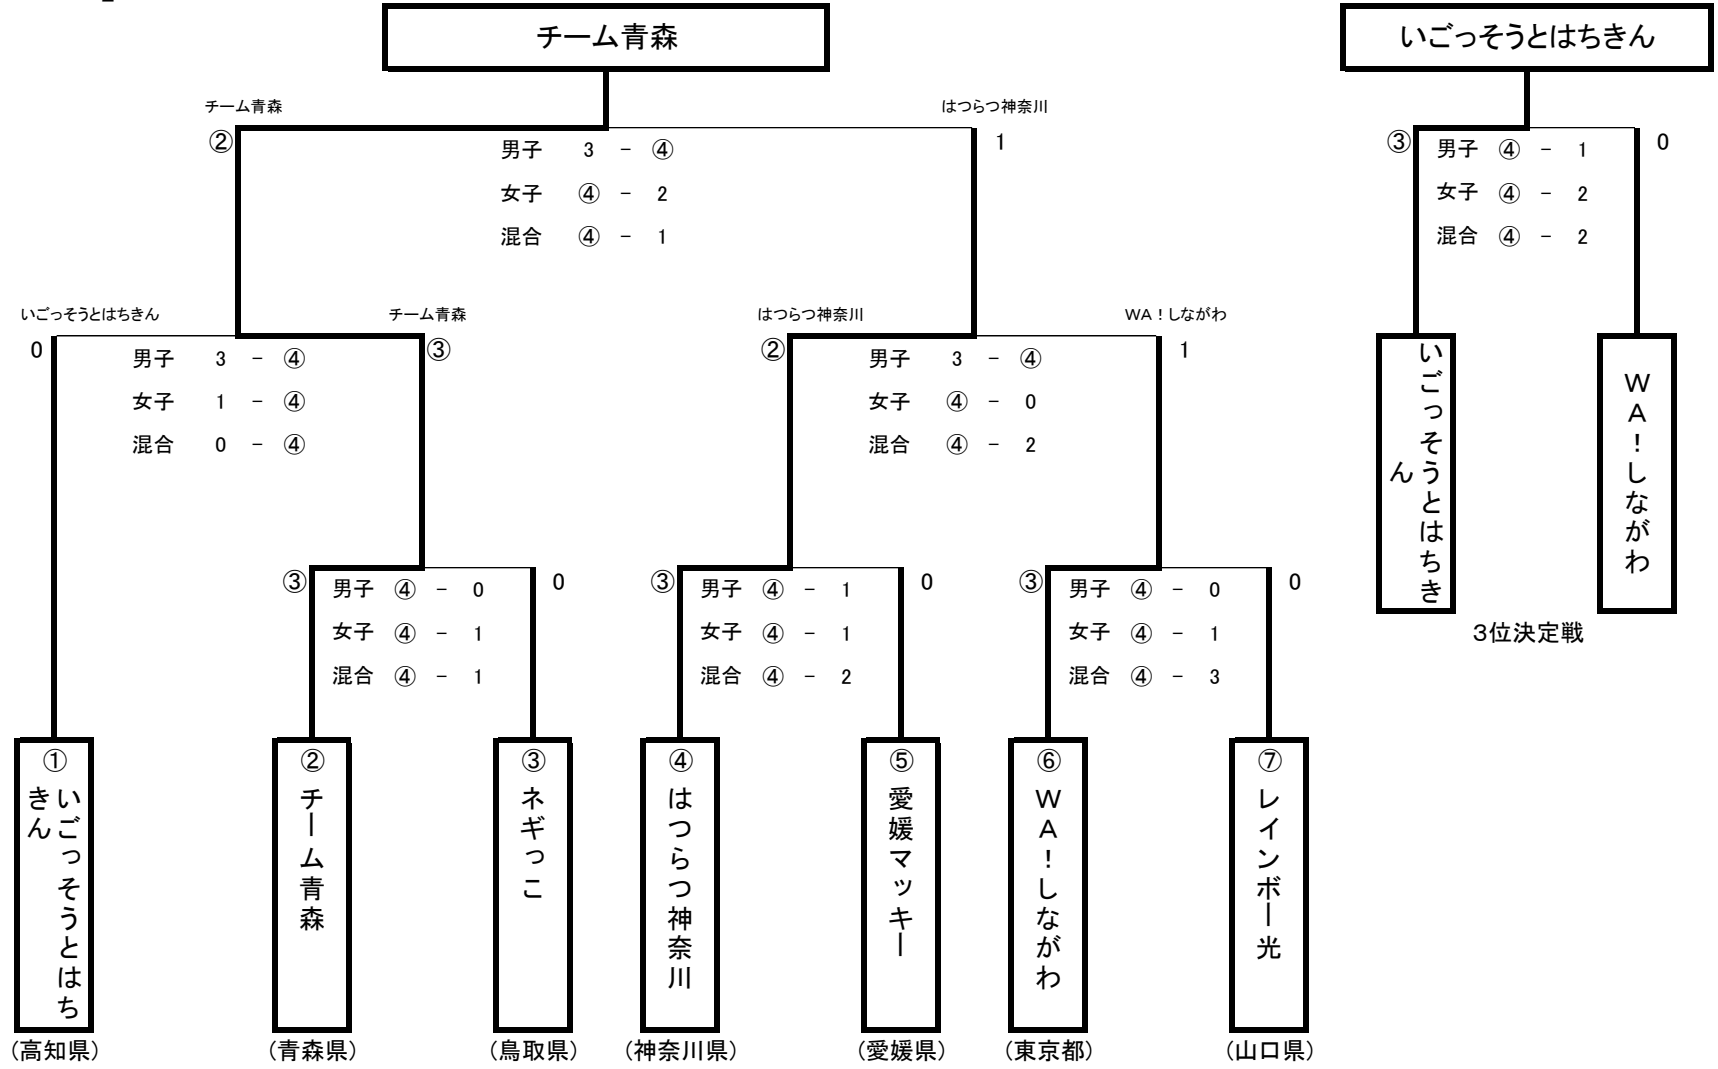 チーム青森
いごっそうとはちきん
チーム青森
はつらつ神奈川
②
1
男子 3 - ④
女子 ④ - 2
混合 ④ - 1
③
0
男子 ④ - 1
女子 ④ - 2
混合 ④ - 2
いごっそうとはちきん
チーム青森
0
③
男子 3 - ④
女子 1 - ④
混合 0 - ④
はつらつ神奈川
WA!しながわ
②
1
男子 3 - ④
女子 ④ - 0
混合 ④ - 2
いごっそうとはちきん
WA!しながわ
3位決定戦
③
0
男子 ④ - 0
女子 ④ - 1
混合 ④ - 1
③
0
男子 ④ - 1
女子 ④ - 1
混合 ④ - 2
③
0
男子 ④ - 0
女子 ④ - 1
混合 ④ - 3
①
いごっそうとはち
きん
(高知県)
②
チーム青森
(青森県)
③
ネギっこ
(鳥取県)
④
はつらつ神奈川
(神奈川県)
⑤
愛媛マッキー
(愛媛県)
⑥
WA!しながわ
(東京都)
⑦
レインボー光
(山口県)